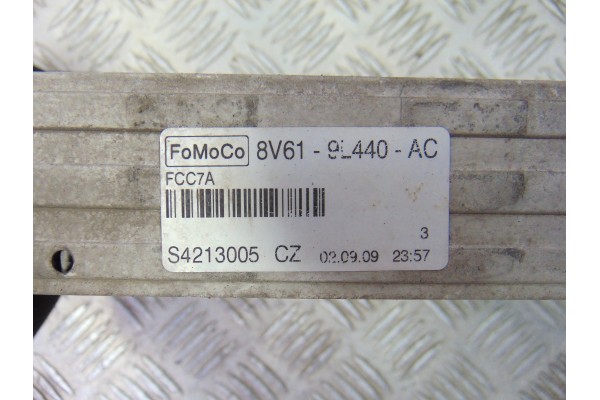 FoMoCo 8V61 - 9L440 - AC
FCC7A
3
S4213005 CZ 02.09.09 23:57